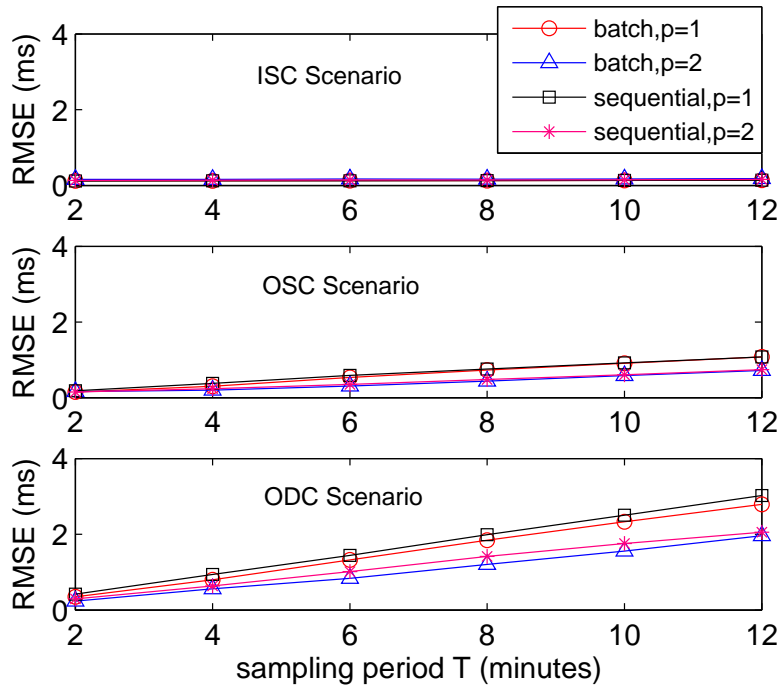 batch,p=1
batch,p=2
sequential,p=1
sequential,p=2
ISC Scenario
RMSE (ms)
4
2
0
2 4 6 8 10 12
OSC Scenario
RMSE (ms)
4
2
0
2 4 6 8 10 12
ODC Scenario
RMSE (ms)
4
2
0
2 4 6 8 10 12
sampling period T (minutes)